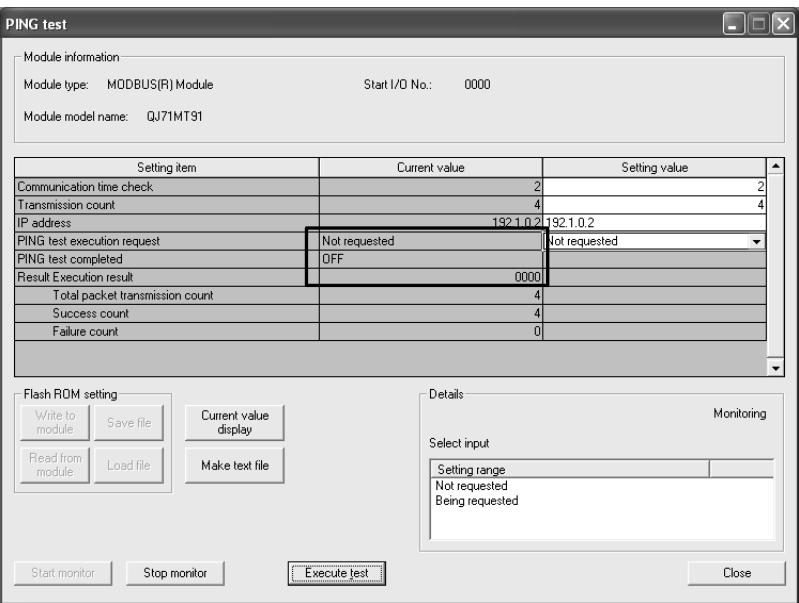 PING test
Module information
Module type: MODBUS(R) Module Start I/O No.: 0000
Module model name: QJ71MT91
Setting item Current value Setting value
Communication time check 2 2
Transmission count 4 4
IP address 192.1.0.2 192.1.0.2
PING test execution request Not requested Not requested
PING test completed OFF
Result Execution result 0000
Total packet transmission count 4
Success count 4
Failure count 0
Flash ROM setting
Write to module
Save file
Read from module
Load file
Current value display
Make text file
Details
Monitoring
Select input
Setting range
Not requested
Being requested
Start monitor Stop monitor Execute test Close